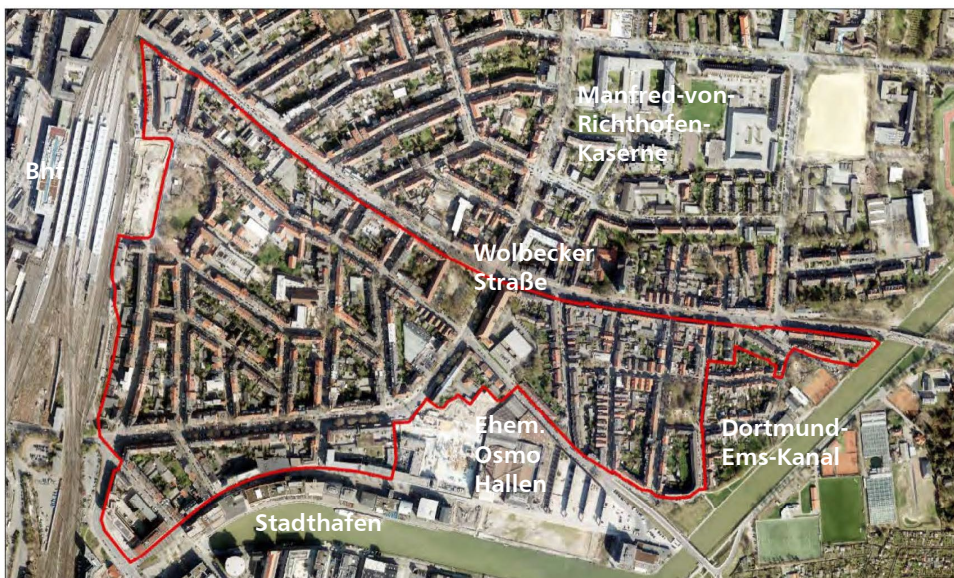 Manfred-von-
Richthofen-
Kaserne
Bhf
Wolbecker
Straße
Ehem.
Osmo
Hallen
Dortmund-
Ems-Kanal
Stadthafen